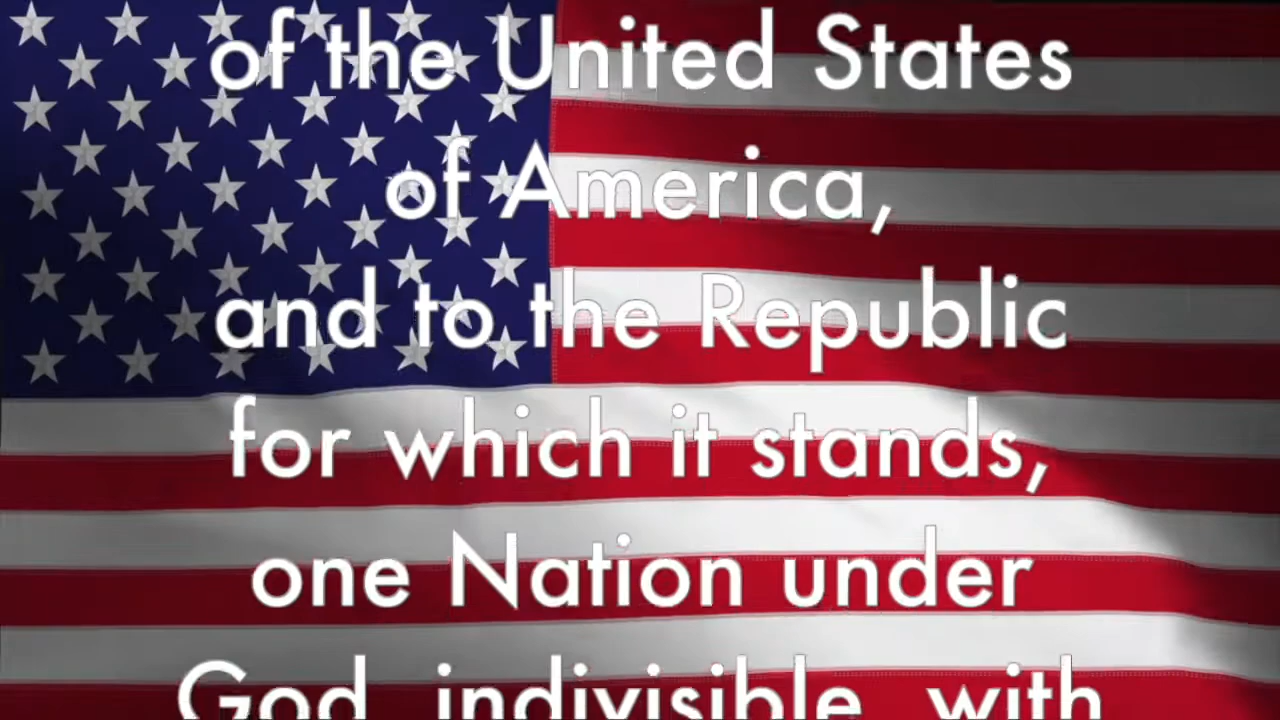 of the United States
of America,
and to the Republic
for which it stands,
one Nation under
God, indivisible, with